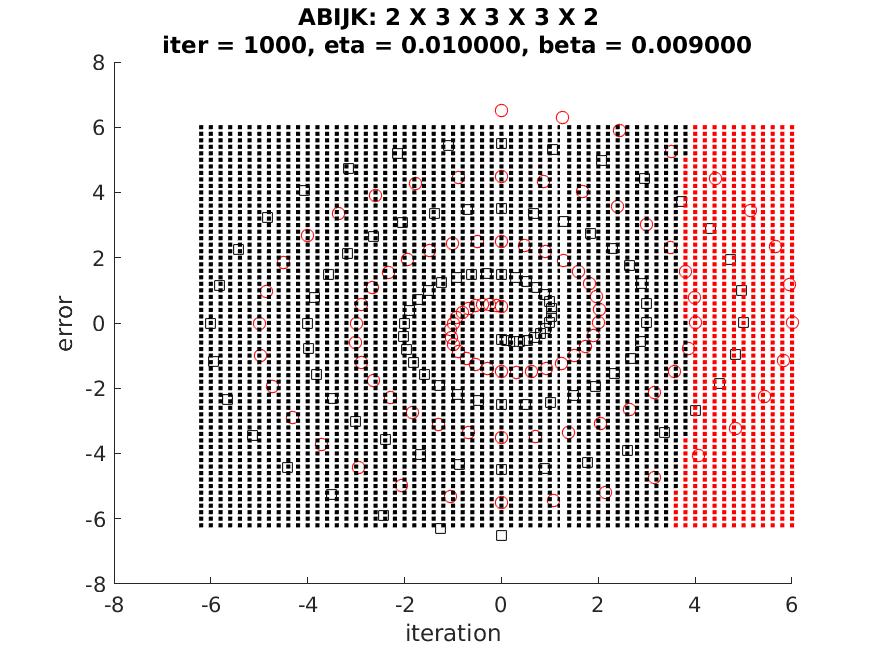 ABIJK: 2 X 3 X 3 X 3 X 2
iter = 1000, eta = 0.010000, beta = 0.009000
8
6
4
2
0
-2
-4
-6
-8
error
-8 -6 -4 -2 0 2 4 6
iteration